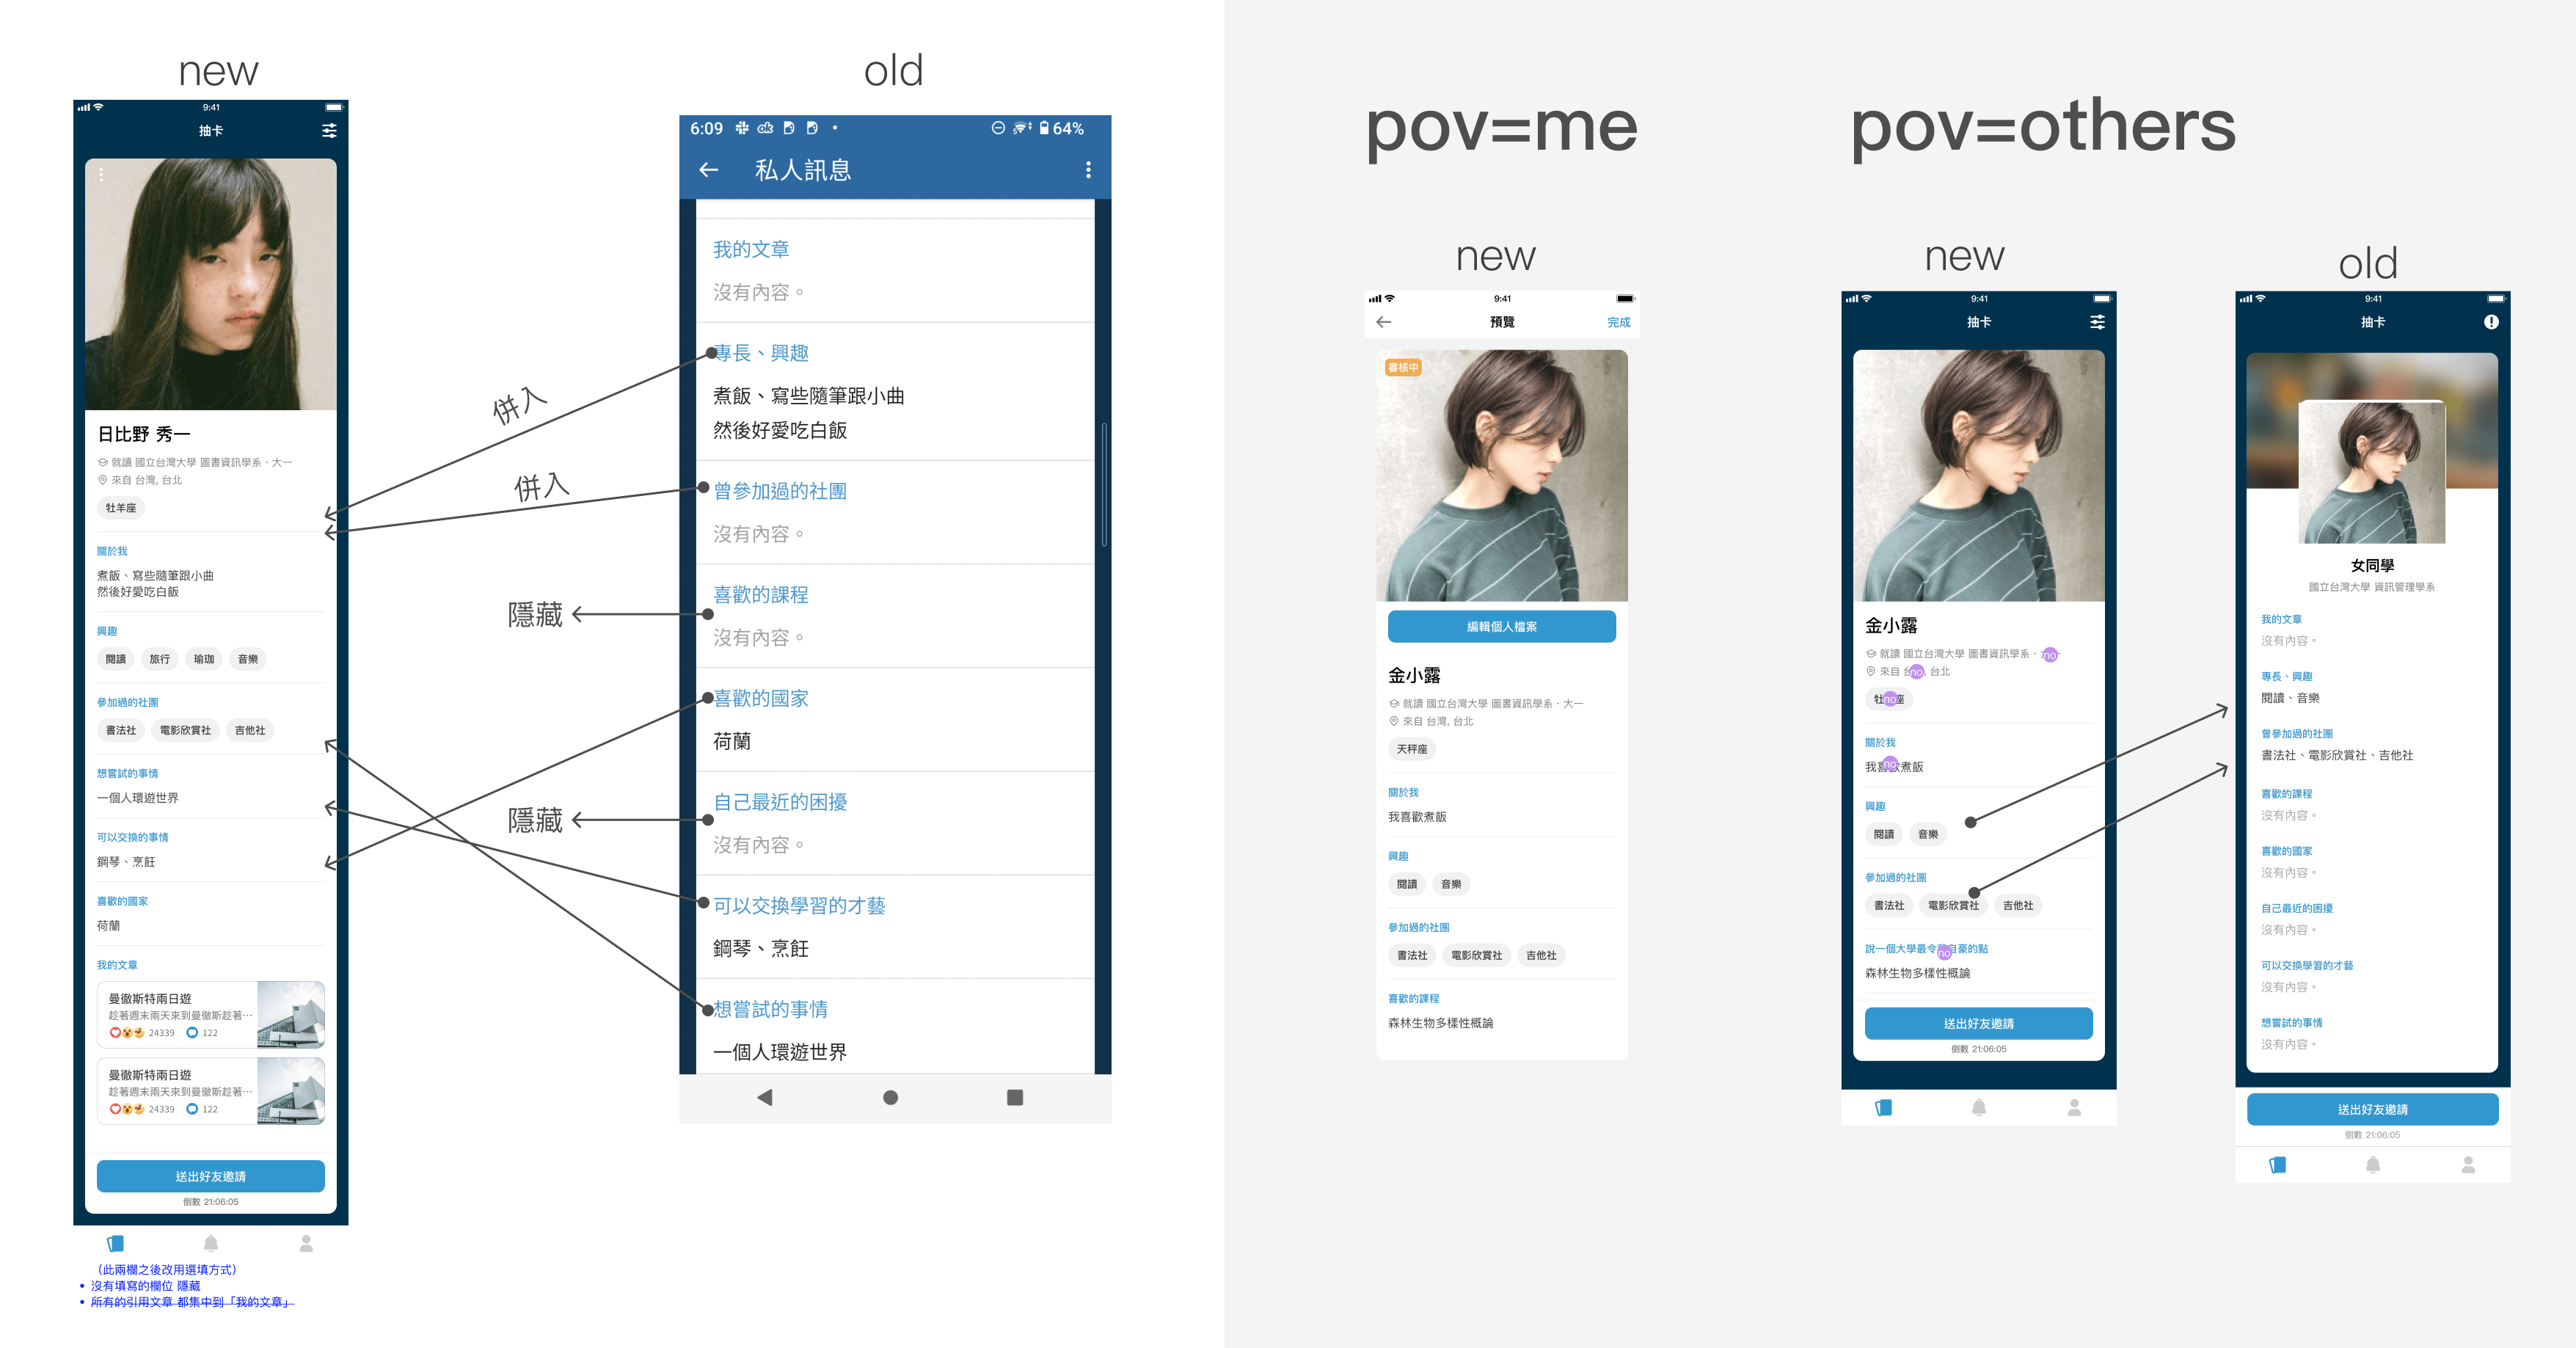 new
9:41
抽卡
日比野 秀一
就讀 國立台灣大學 圖書資訊學系・大一
來自 台灣, 台北
牡羊座
關於我
煮飯、寫些隨筆跟小曲
然後好愛吃白飯
興趣
閱讀 旅行 瑜珈 音樂
參加過的社團
書法社 電影欣賞社 吉他社
想嘗試的事情
一個人環遊世界
可以交換的事情
鋼琴、烹飪
喜歡的國家
荷蘭
我的文章
曼徹斯特兩日遊
趁著週末兩天來到曼徹斯趁著…
24339 122
曼徹斯特兩日遊
趁著週末兩天來到曼徹斯趁著…
24339 122
送出好友邀請
倒數 21:06:05
（此兩欄之後改用選填方式）
• 沒有填寫的欄位 隱藏
• 所有的引用文章 都集中到「我的文章」
併入
併入
隱藏
隱藏
old
6:09 64%
私人訊息
我的文章
沒有內容。
專長、興趣
煮飯、寫些隨筆跟小曲
然後好愛吃白飯
曾參加過的社團
沒有內容。
喜歡的課程
沒有內容。
喜歡的國家
荷蘭
自己最近的困擾
沒有內容。
可以交換學習的才藝
鋼琴、烹飪
想嘗試的事情
一個人環遊世界
pov=me
new
9:41
預覽 完成
審核中
編輯個人檔案
金小露
就讀 國立台灣大學 圖書資訊學系・大一
來自 台灣, 台北
天秤座
關於我
我喜歡煮飯
興趣
閱讀 音樂
參加過的社團
書法社 電影欣賞社 吉他社
喜歡的課程
森林生物多樣性概論
pov=others
new
9:41
抽卡
金小露
就讀 國立台灣大學 圖書資訊學系・ no
來自 no , 台北
牡 no 座
關於我
我喜 no 煮飯
興趣
閱讀 音樂
參加過的社團
書法社 電影欣賞社 吉他社
說一個大學最令 no 自豪的點
森林生物多樣性概論
送出好友邀請
倒數 21:06:05
old
9:41
抽卡
女同學
國立台灣大學 資訊管理學系
我的文章
沒有內容。
專長、興趣
閱讀、音樂
曾參加過的社團
書法社、電影欣賞社、吉他社
喜歡的課程
沒有內容。
喜歡的國家
沒有內容。
自己最近的困擾
沒有內容。
可以交換學習的才藝
沒有內容。
想嘗試的事情
沒有內容。
送出好友邀請
倒數 21:06:05